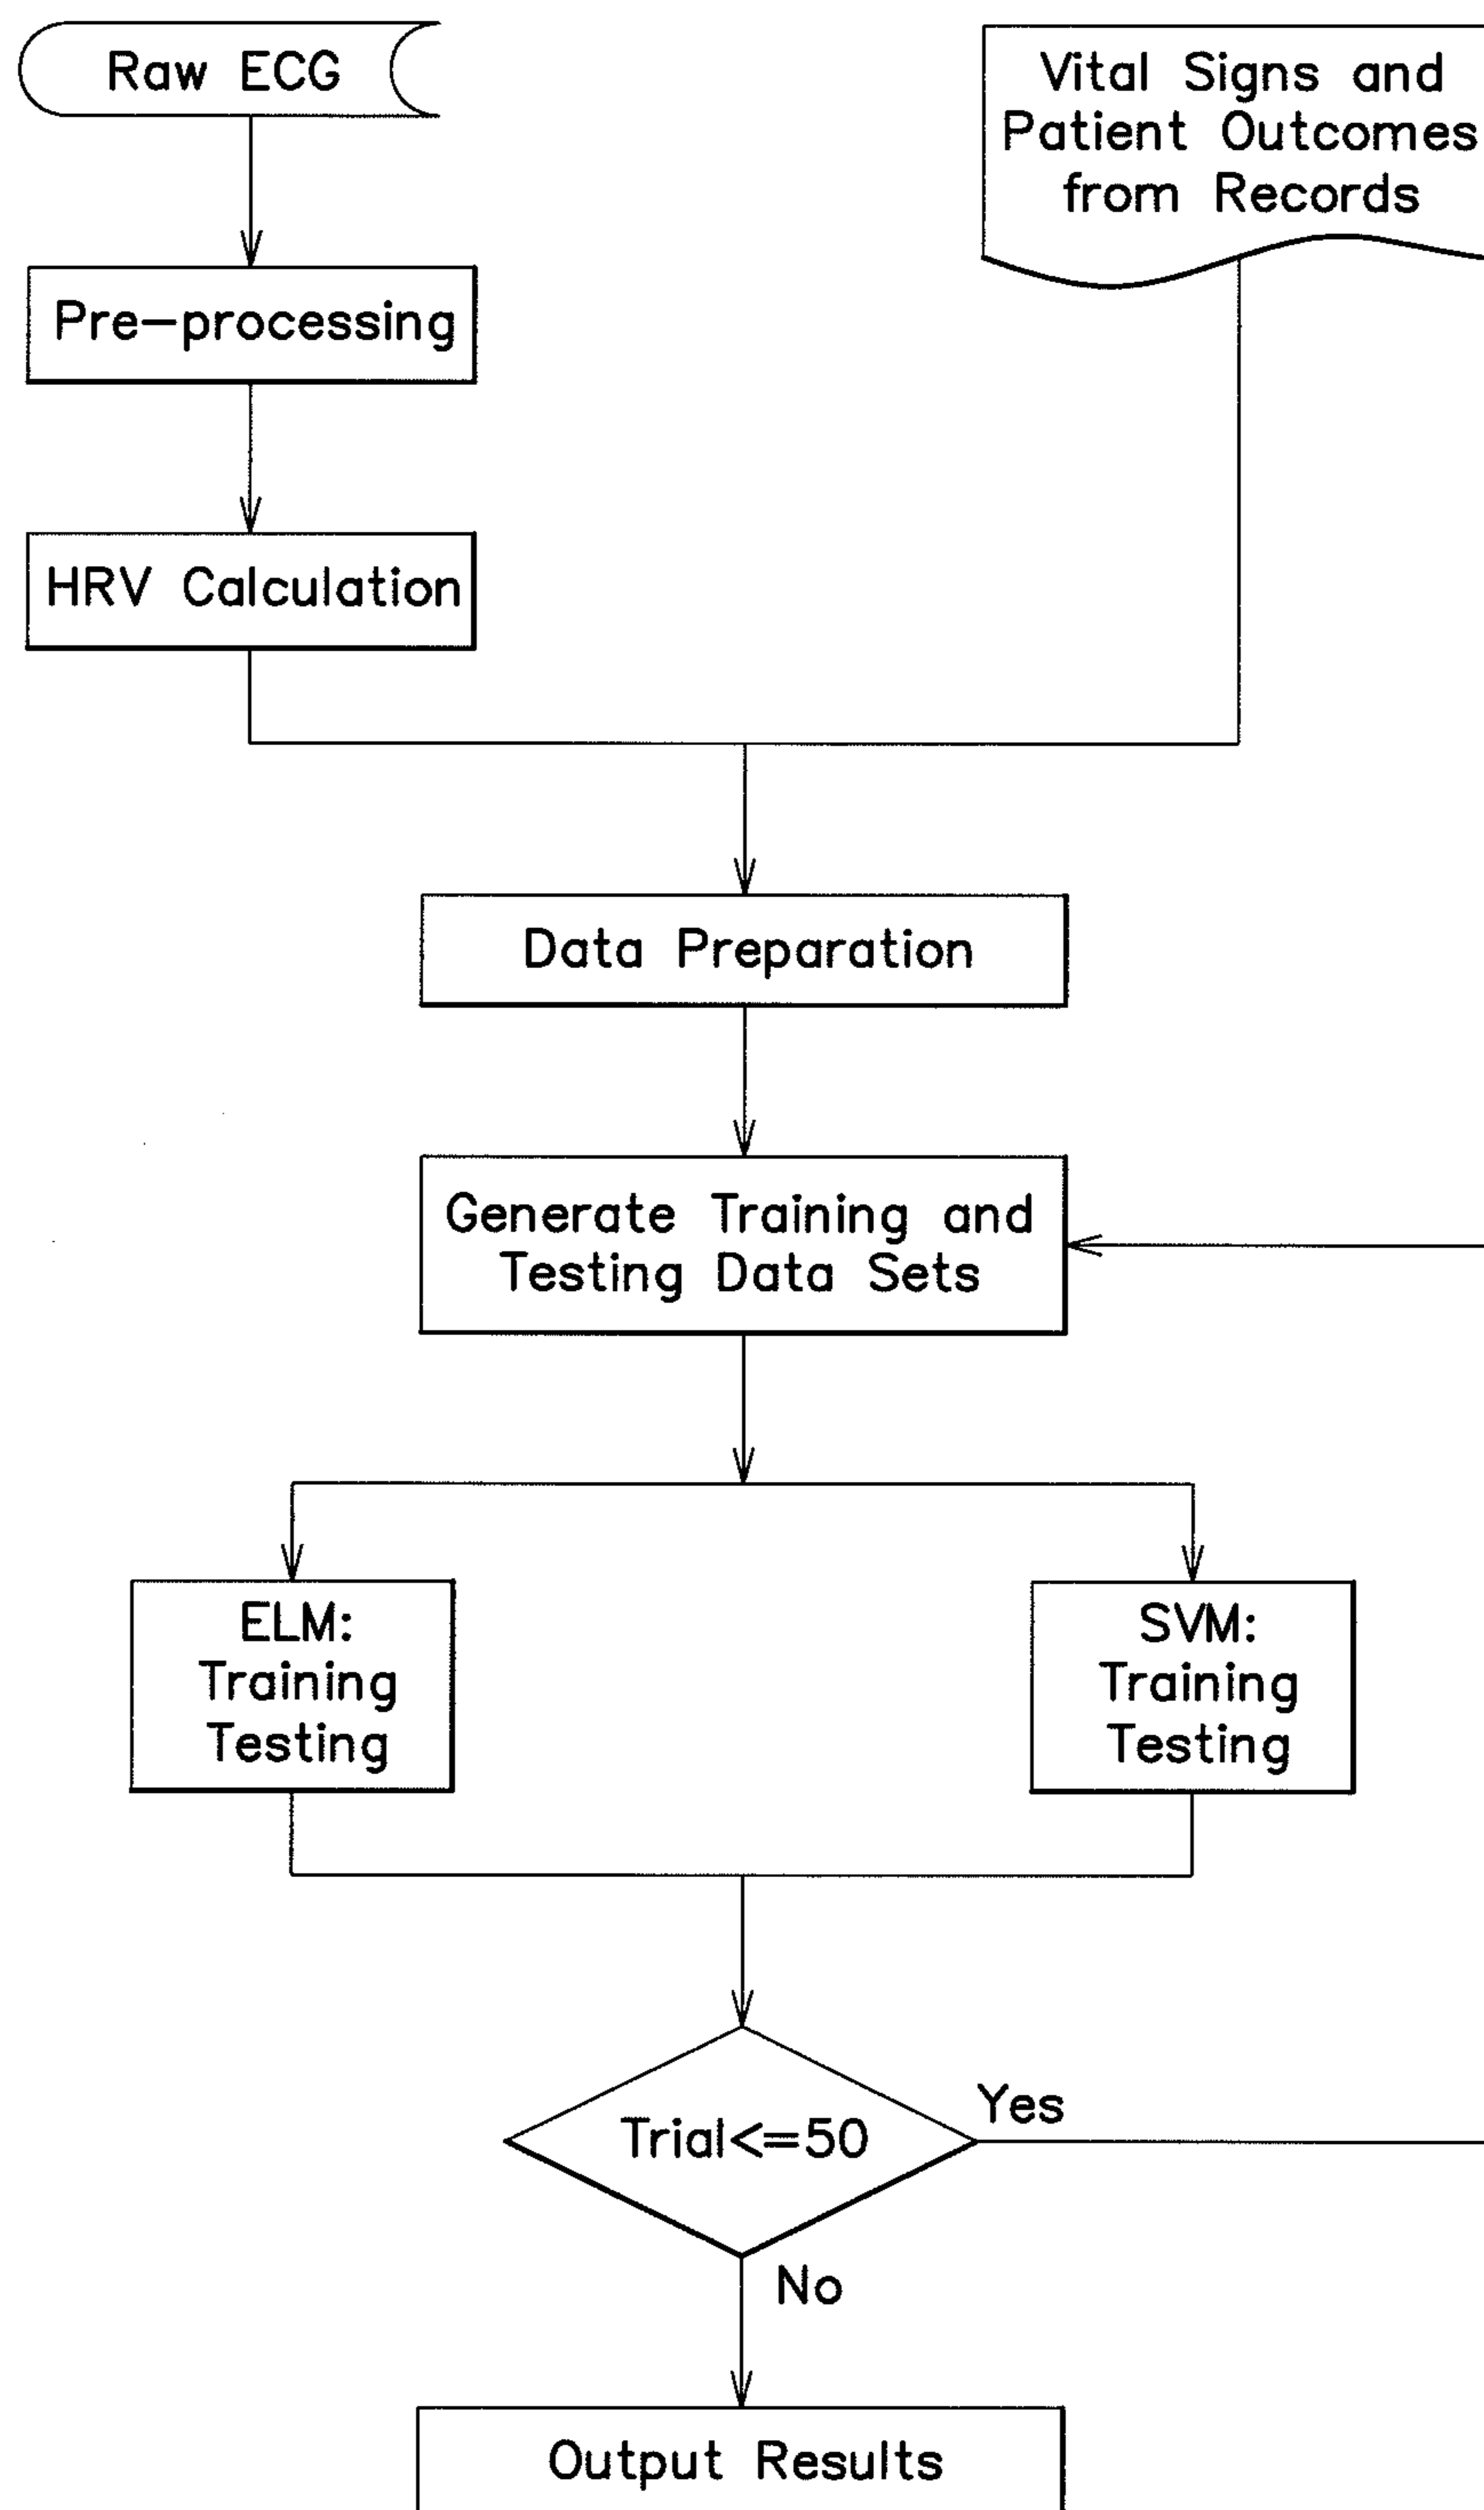 Raw ECG
Vital Signs and
Patient Outcomes
from Records
Pre-processing
HRV Calculation
Data Preparation
Generate Training and
Testing Data Sets
ELM:
Training
Testing
SVM:
Training
Testing
Trial<=50
Yes
No
Output Results